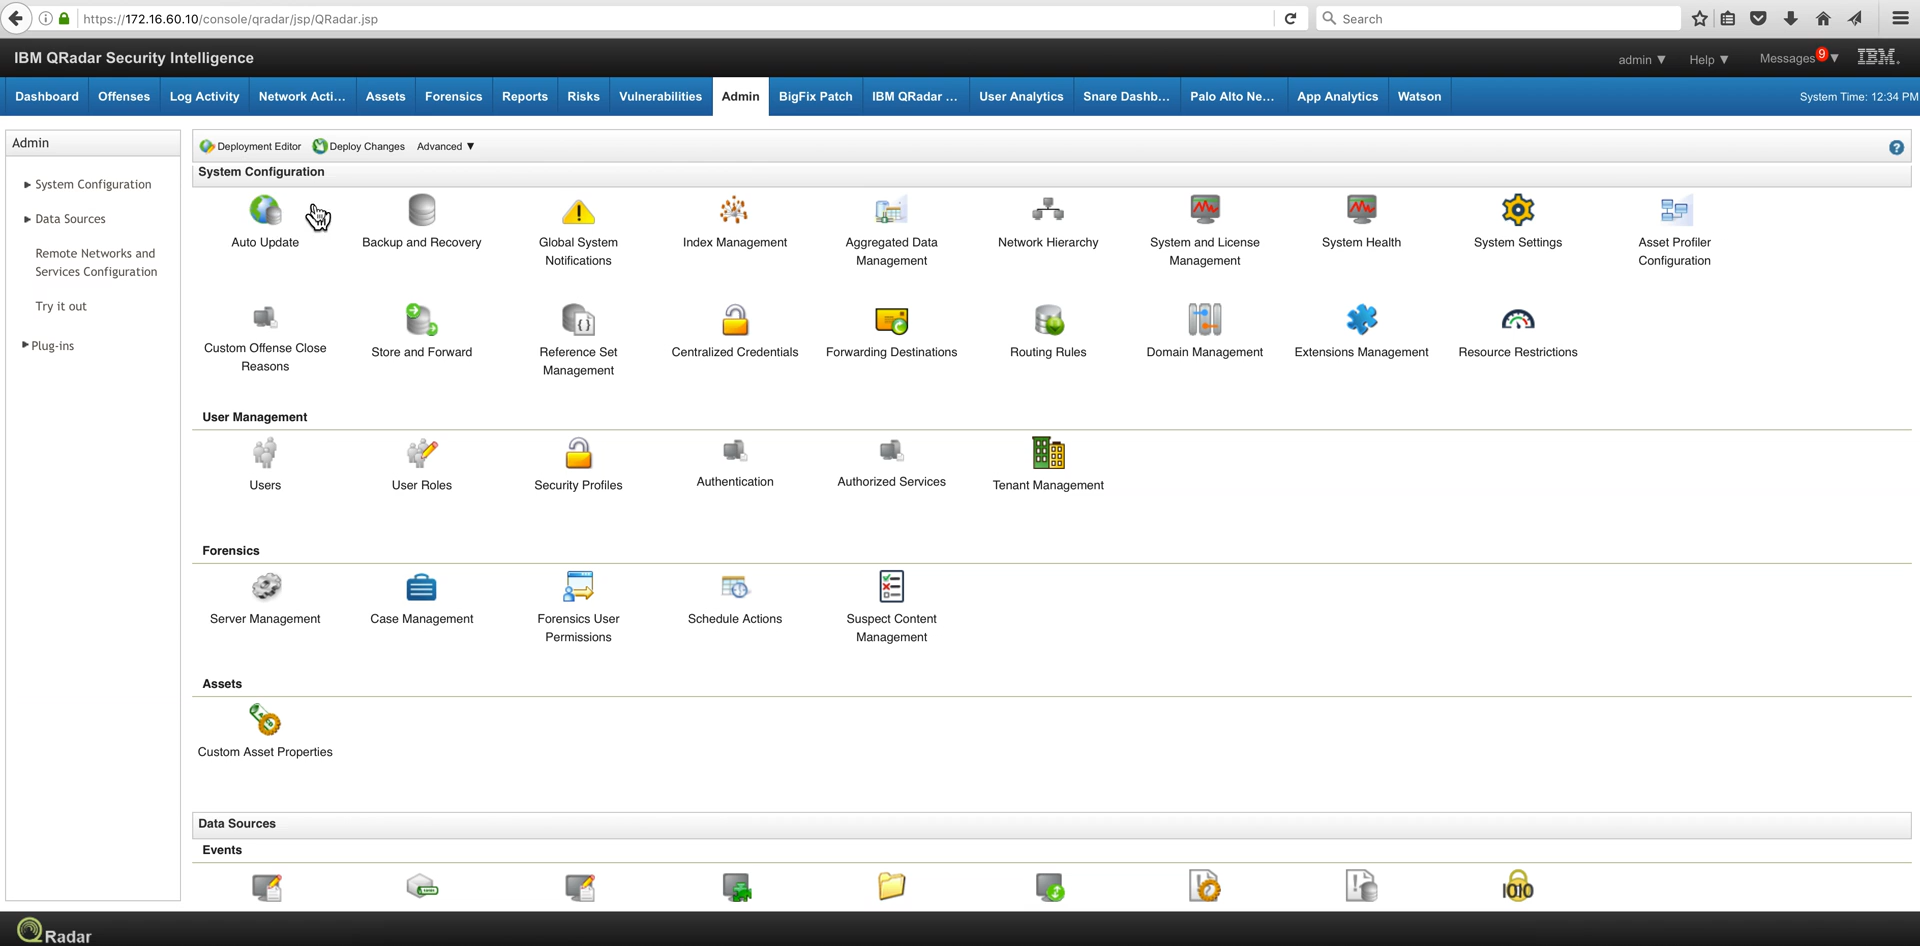 https://172.16.60.10/console/qradar/jsp/QRadar.jsp
Search
IBM QRadar Security Intelligence
admin ▼
Help ▼
Messages 9 ▼
IBM.
Dashboard
Offenses
Log Activity
Network Acti...
Assets
Forensics
Reports
Risks
Vulnerabilities
Admin
BigFix Patch
IBM QRadar ...
User Analytics
Snare Dashb...
Palo Alto Ne...
App Analytics
Watson
System Time: 12:34 PM
Admin
System Configuration
Data Sources
Remote Networks and
Services Configuration
Try it out
Plug-ins
Deployment Editor
Deploy Changes
Advanced ▼
System Configuration
Auto Update
Backup and Recovery
Global System
Notifications
Index Management
Aggregated Data
Management
Network Hierarchy
System and License
Management
System Health
System Settings
Asset Profiler
Configuration
Custom Offense Close
Reasons
Store and Forward
Reference Set
Management
Centralized Credentials
Forwarding Destinations
Routing Rules
Domain Management
Extensions Management
Resource Restrictions
User Management
Users
User Roles
Security Profiles
Authentication
Authorized Services
Tenant Management
Forensics
Server Management
Case Management
Forensics User
Permissions
Schedule Actions
Suspect Content
Management
Assets
Custom Asset Properties
Data Sources
Events
1010
QRadar